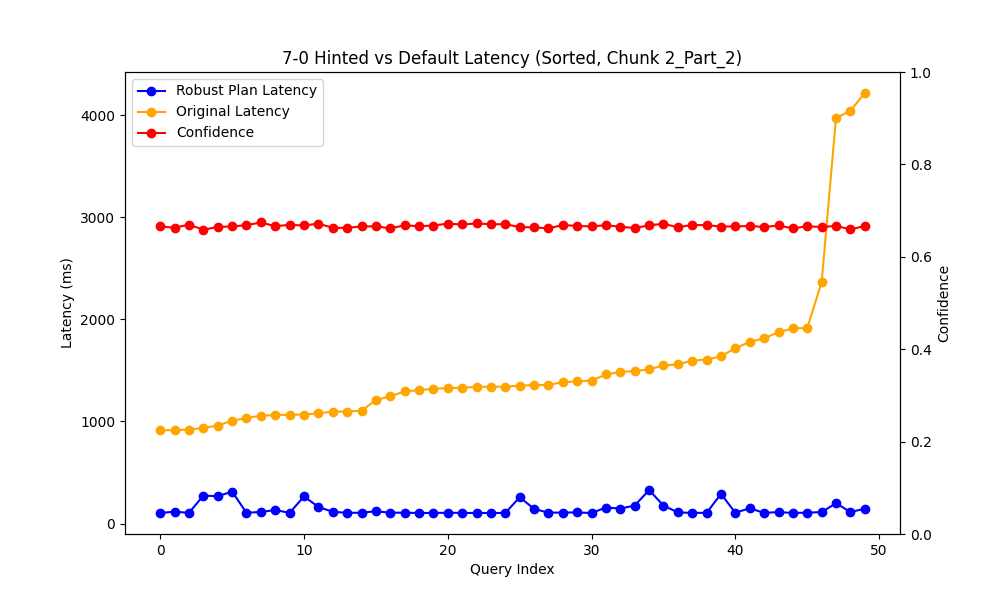 7-0 Hinted vs Default Latency (Sorted, Chunk 2_Part_2)
Robust Plan Latency
Original Latency
Confidence
Latency (ms)
4000
3000
2000
1000
0
1.0
0.8
0.6
0.4
0.2
0.0
Confidence
0 10 20 30 40 50
Query Index